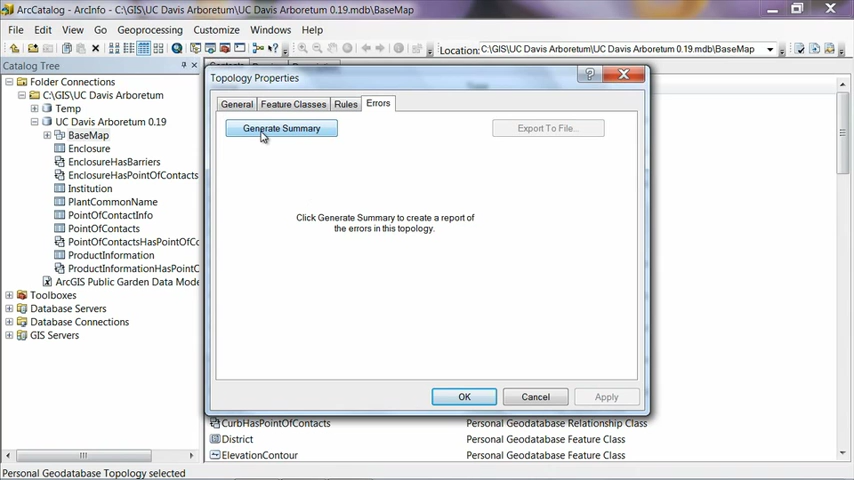 ArcCatalog - ArcInfo - C:\GIS\UC Davis Arboretum\UC Davis Arboretum 0.19.mdb\BaseMap
File Edit View Go Geoprocessing Customize Windows Help
Location: C:\GIS\UC Davis Arboretum\UC Davis Arboretum 0.19.mdb\BaseMap
Catalog Tree
Folder Connections
C:\GIS\UC Davis Arboretum
Temp
UC Davis Arboretum 0.19
BaseMap
Enclosure
EnclosureHasBarriers
EnclosureHasPointOfContacts
Institution
PlantCommonName
PointOfContactInfo
PointOfContacts
PointOfContactsHasPointOfCo
ProductInformation
ProductInformationHasPointC
ArcGIS Public Garden Data Mode
Toolboxes
Database Servers
Database Connections
GIS Servers
Topology Properties
General Feature Classes Rules Errors
Generate Summary
Export To File...
Click Generate Summary to create a report of
the errors in this topology.
OK Cancel Apply
CurbHasPointOfContacts Personal Geodatabase Relationship Class
District Personal Geodatabase Feature Class
ElevationContour Personal Geodatabase Feature Class
Personal Geodatabase Topology selected